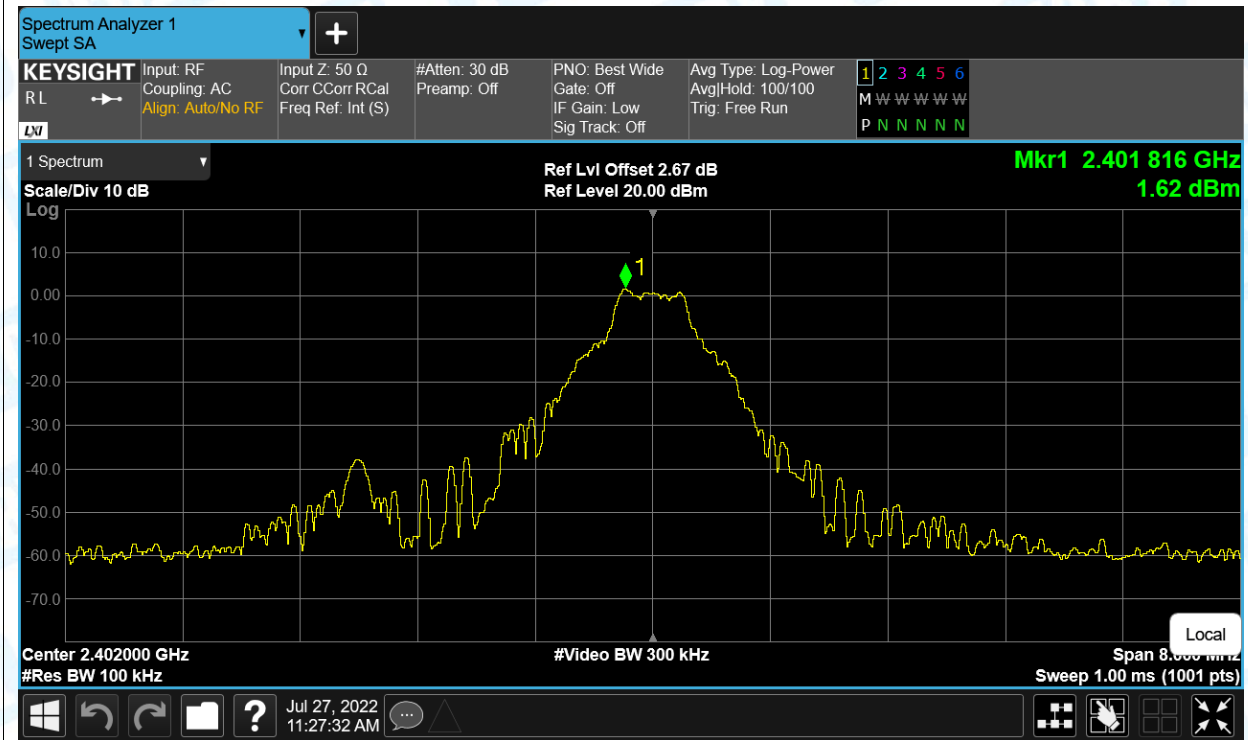 Spectrum Analyzer 1
Swept SA
KEYSIGHT
R L
LXI
Input: RF
Coupling: AC
Align: Auto/No RF
Input Z: 50 Ω
Corr CCorr RCal
Freq Ref: Int (S)
#Atten: 30 dB
Preamp: Off
PNO: Best Wide
Gate: Off
IF Gain: Low
Sig Track: Off
Avg Type: Log-Power
Avg|Hold: 100/100
Trig: Free Run
1 2 3 4 5 6
M W W W W W
P N N N N N
1 Spectrum
Scale/Div 10 dB
Log
Ref Lvl Offset 2.67 dB
Ref Level 20.00 dBm
Mkr1 2.401 816 GHz
1.62 dBm
10.0
1
0.00
-10.0
-20.0
-30.0
-40.0
-50.0
-60.0
-70.0
Local
Center 2.402000 GHz
#Video BW 300 kHz
Span
#Res BW 100 kHz
Sweep 1.00 ms (1001 pts)
?
Jul 27, 2022
11:27:32 AM